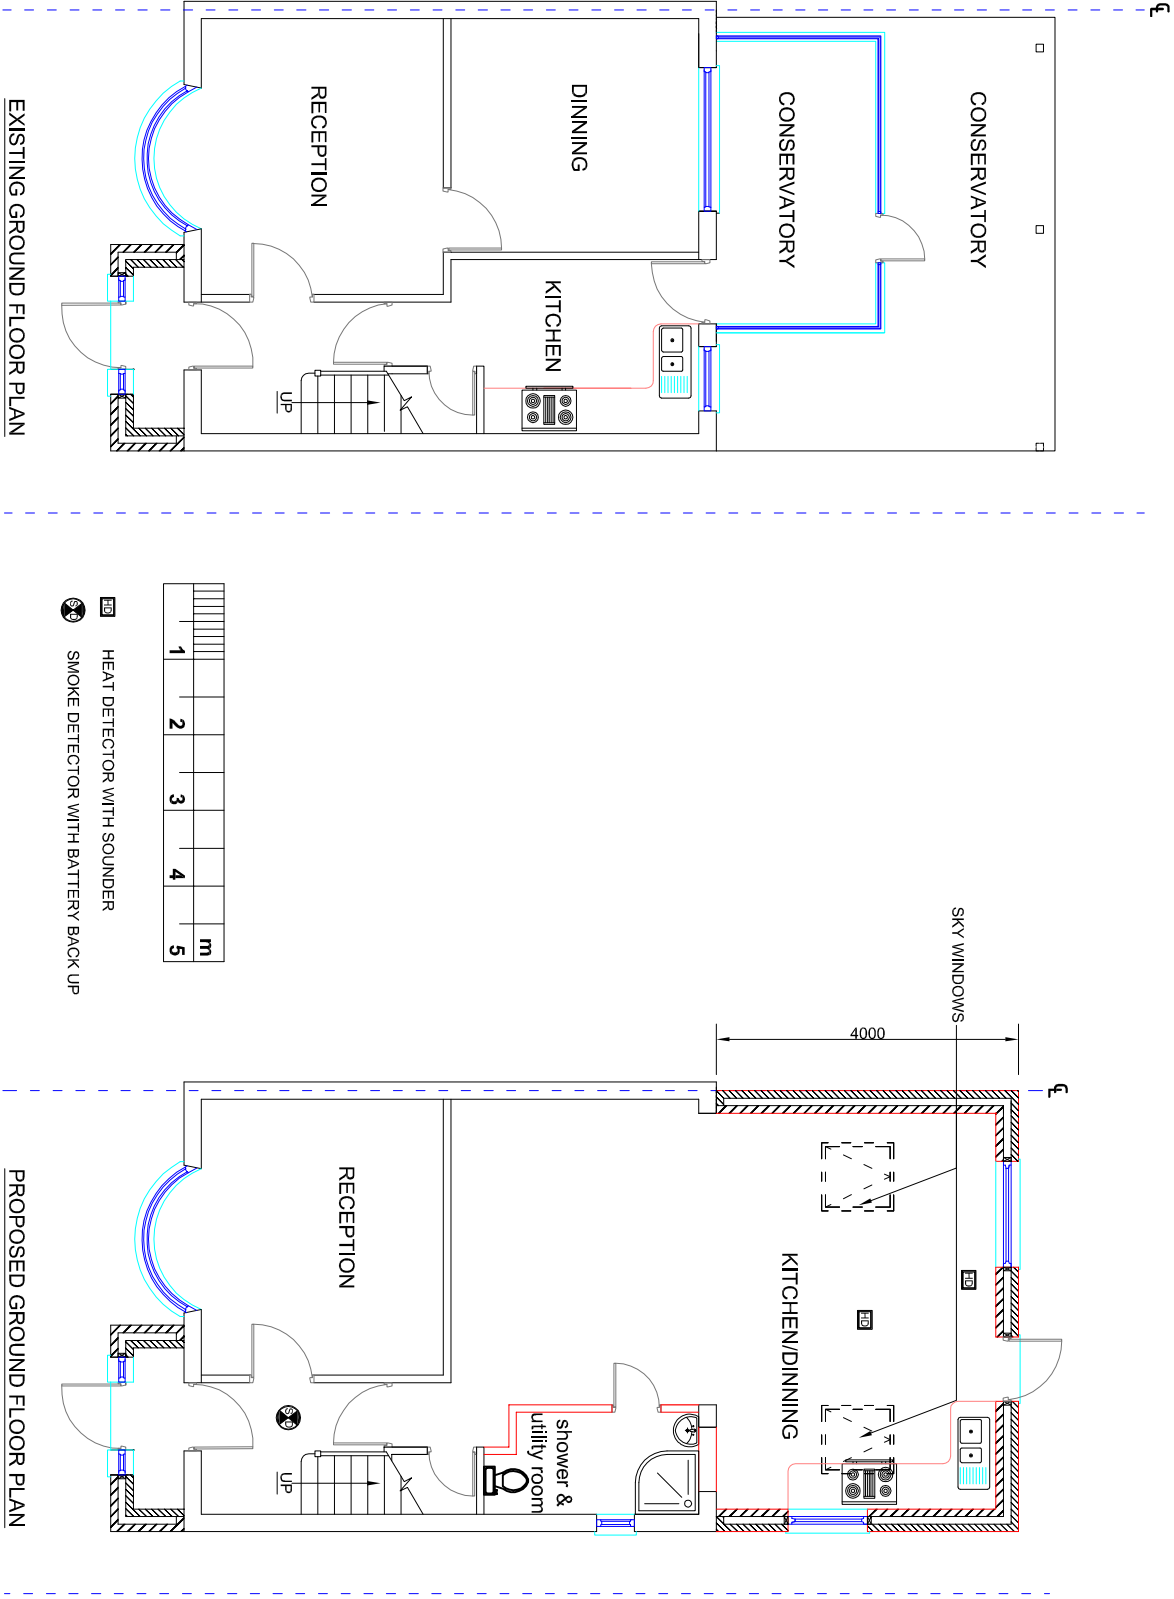 CONSERVATORY
CONSERVATORY
DINNING
RECEPTION
KITCHEN
UP
EXISTING GROUND FLOOR PLAN
m
1
2
3
4
5
HD
HEAT DETECTOR WITH SOUNDER
SD
SMOKE DETECTOR WITH BATTERY BACK UP
SKY WINDOWS
4000
HD
HD
KITCHEN/DINNING
RECEPTION
shower &
utility room
SD
UP
PROPOSED GROUND FLOOR PLAN